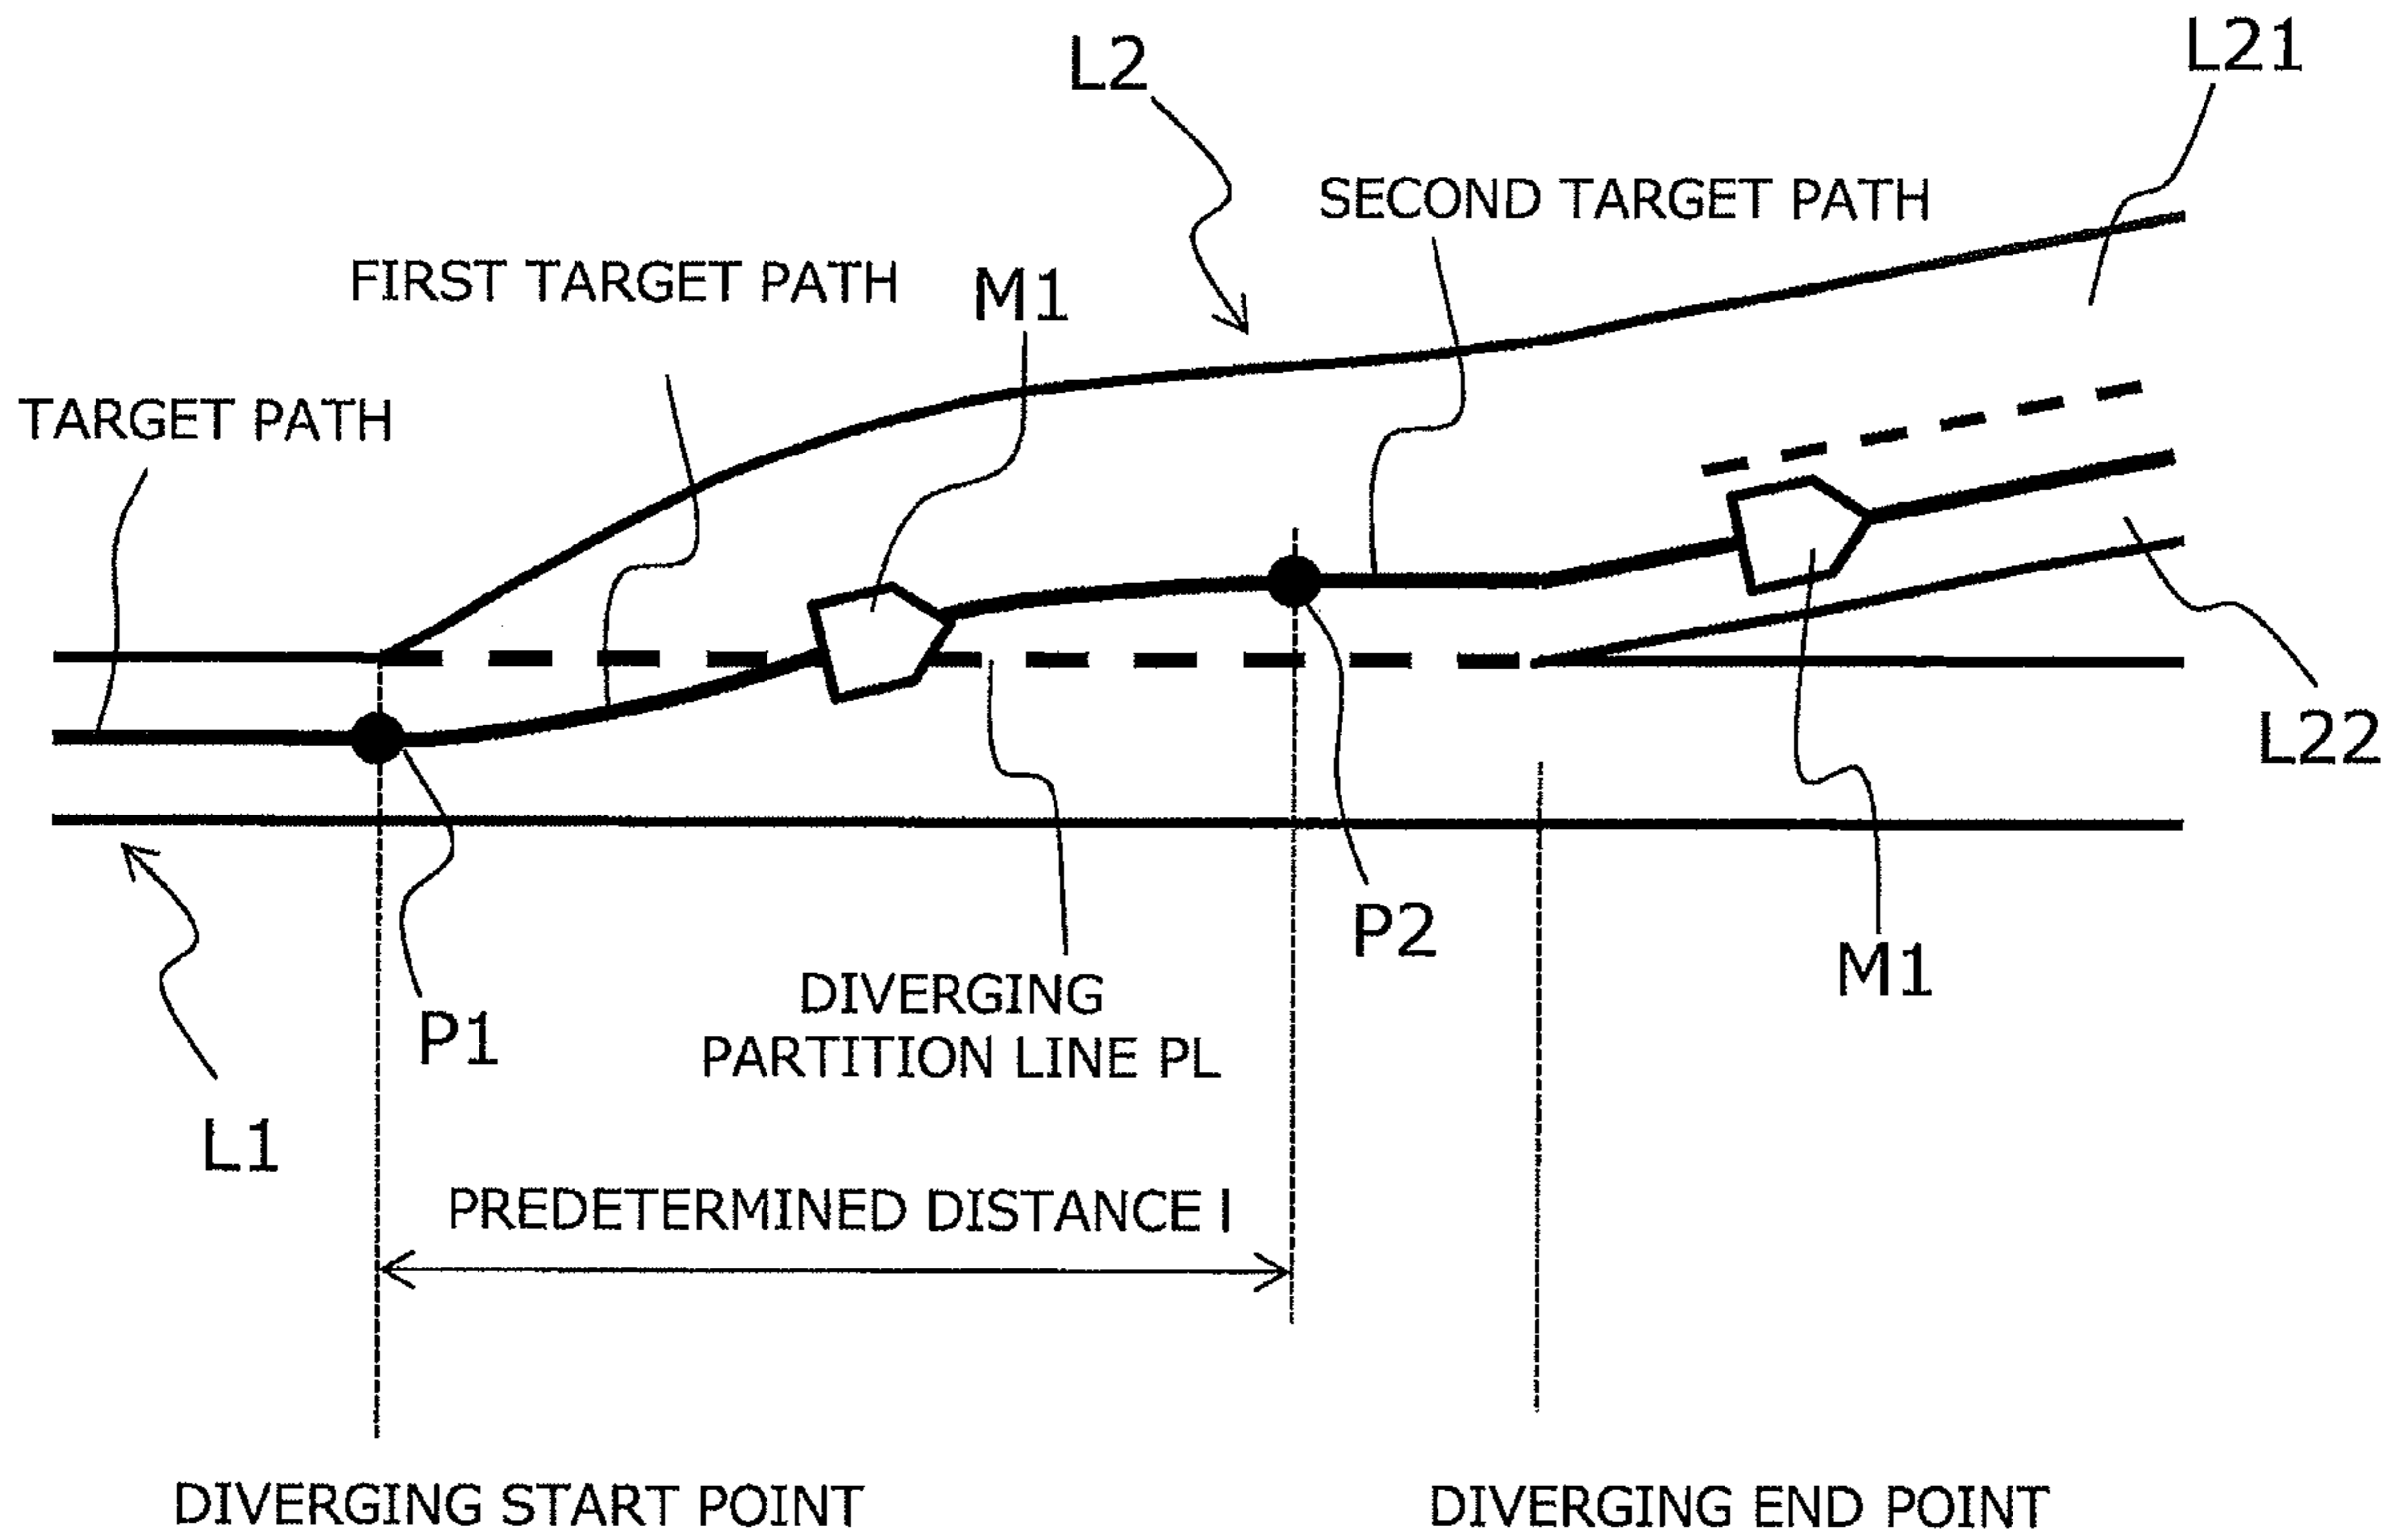 L21
L2
SECOND TARGET PATH
FIRST TARGET PATH
M1
TARGET PATH
L22
P2
M1
DIVERGING
PARTITION LINE PL
P1
L1
PREDETERMINED DISTANCE l
DIVERGING START POINT
DIVERGING END POINT